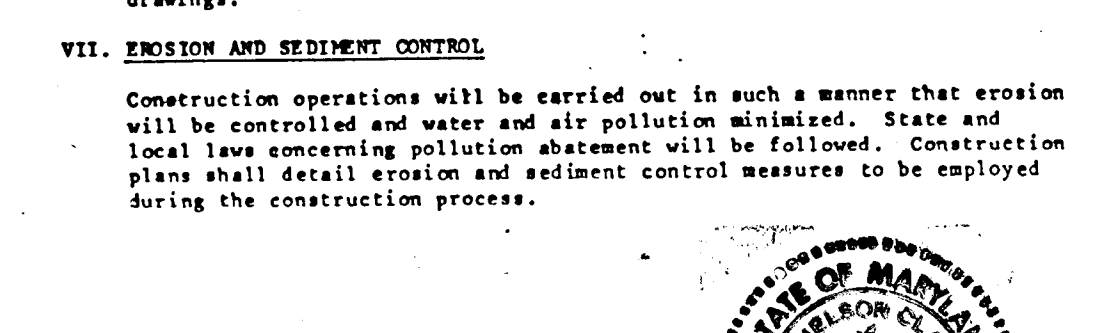 drawings.
VII. EROSION AND SEDIMENT CONTROL
Construction operations will be carried out in such a manner that erosion
will be controlled and water and air pollution minimized. State and
local laws concerning pollution abatement will be followed. Construction
plans shall detail erosion and sediment control measures to be employed
during the construction process.
STATE OF MARYLAND